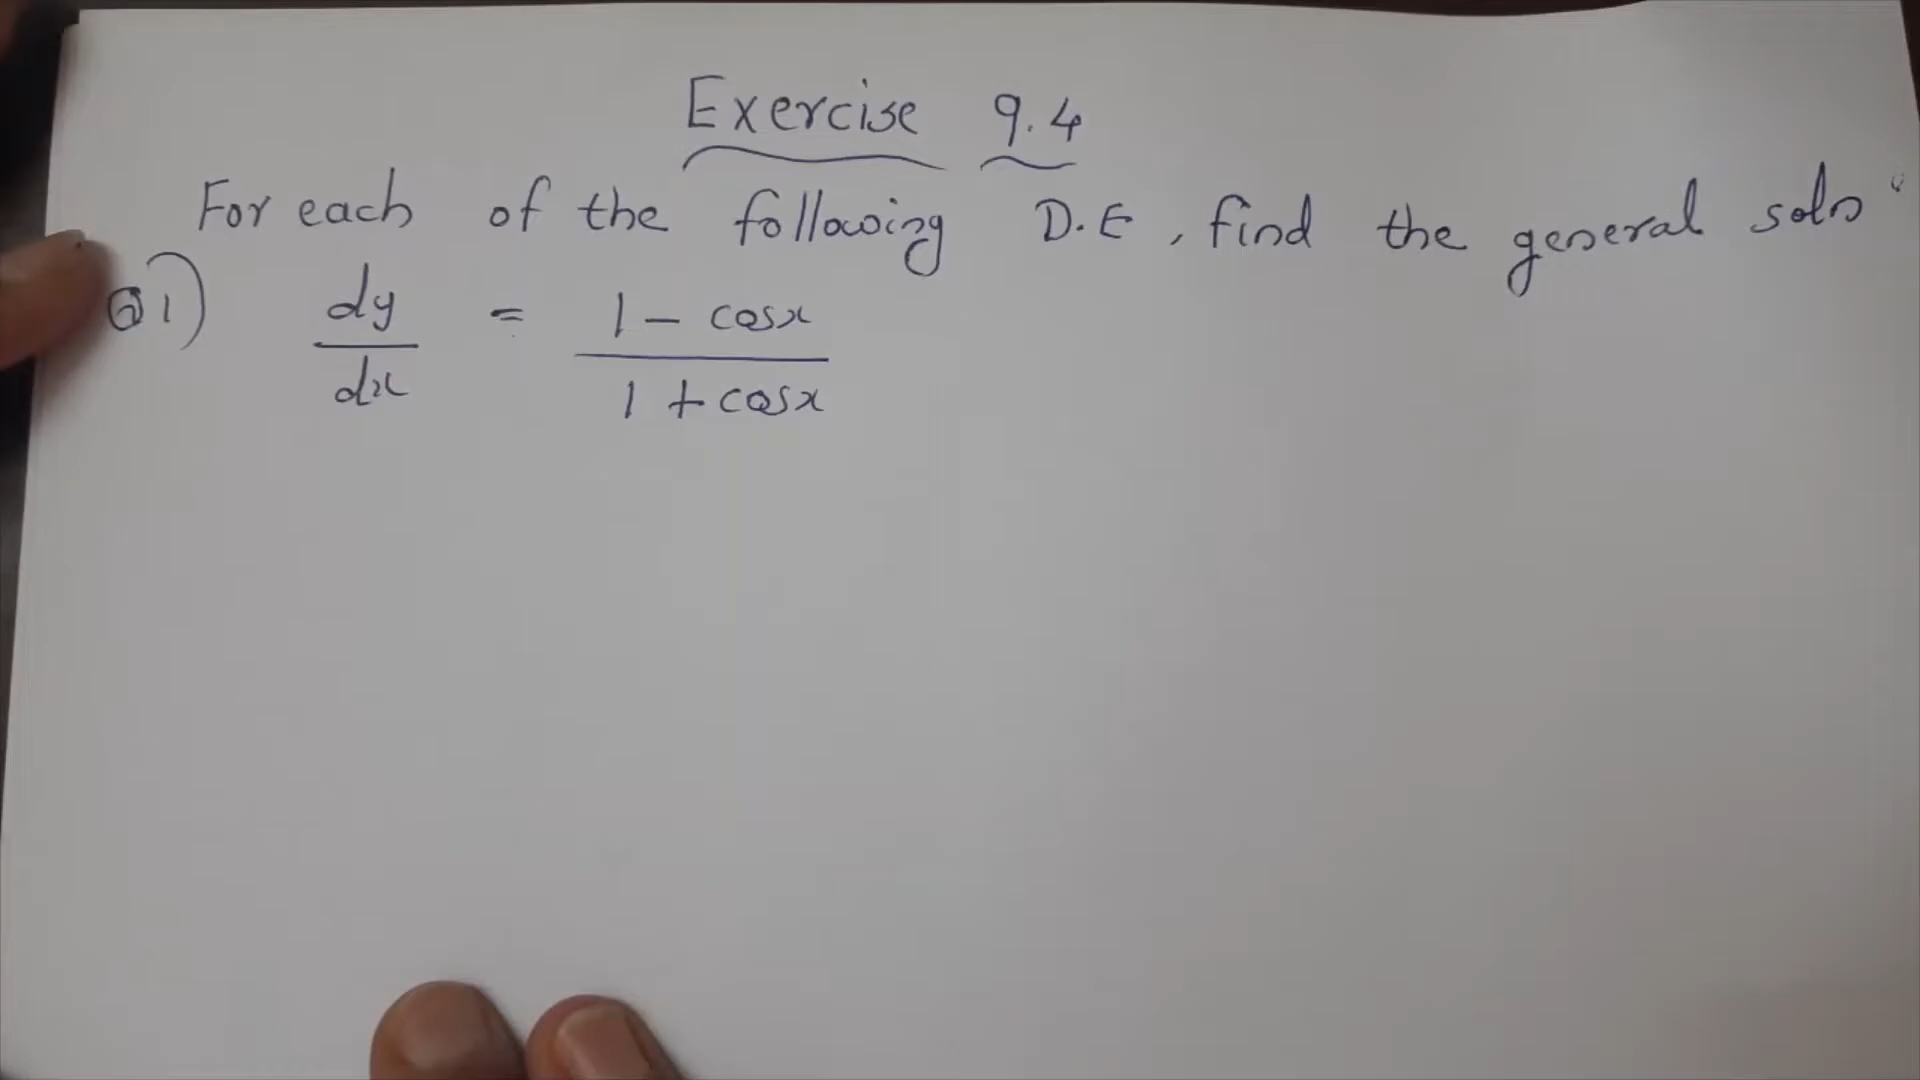 Exercise 9.4
For each of the following D.E, find the general soln
Q1) dy/dx = 1 - cosx / 1 + cosx